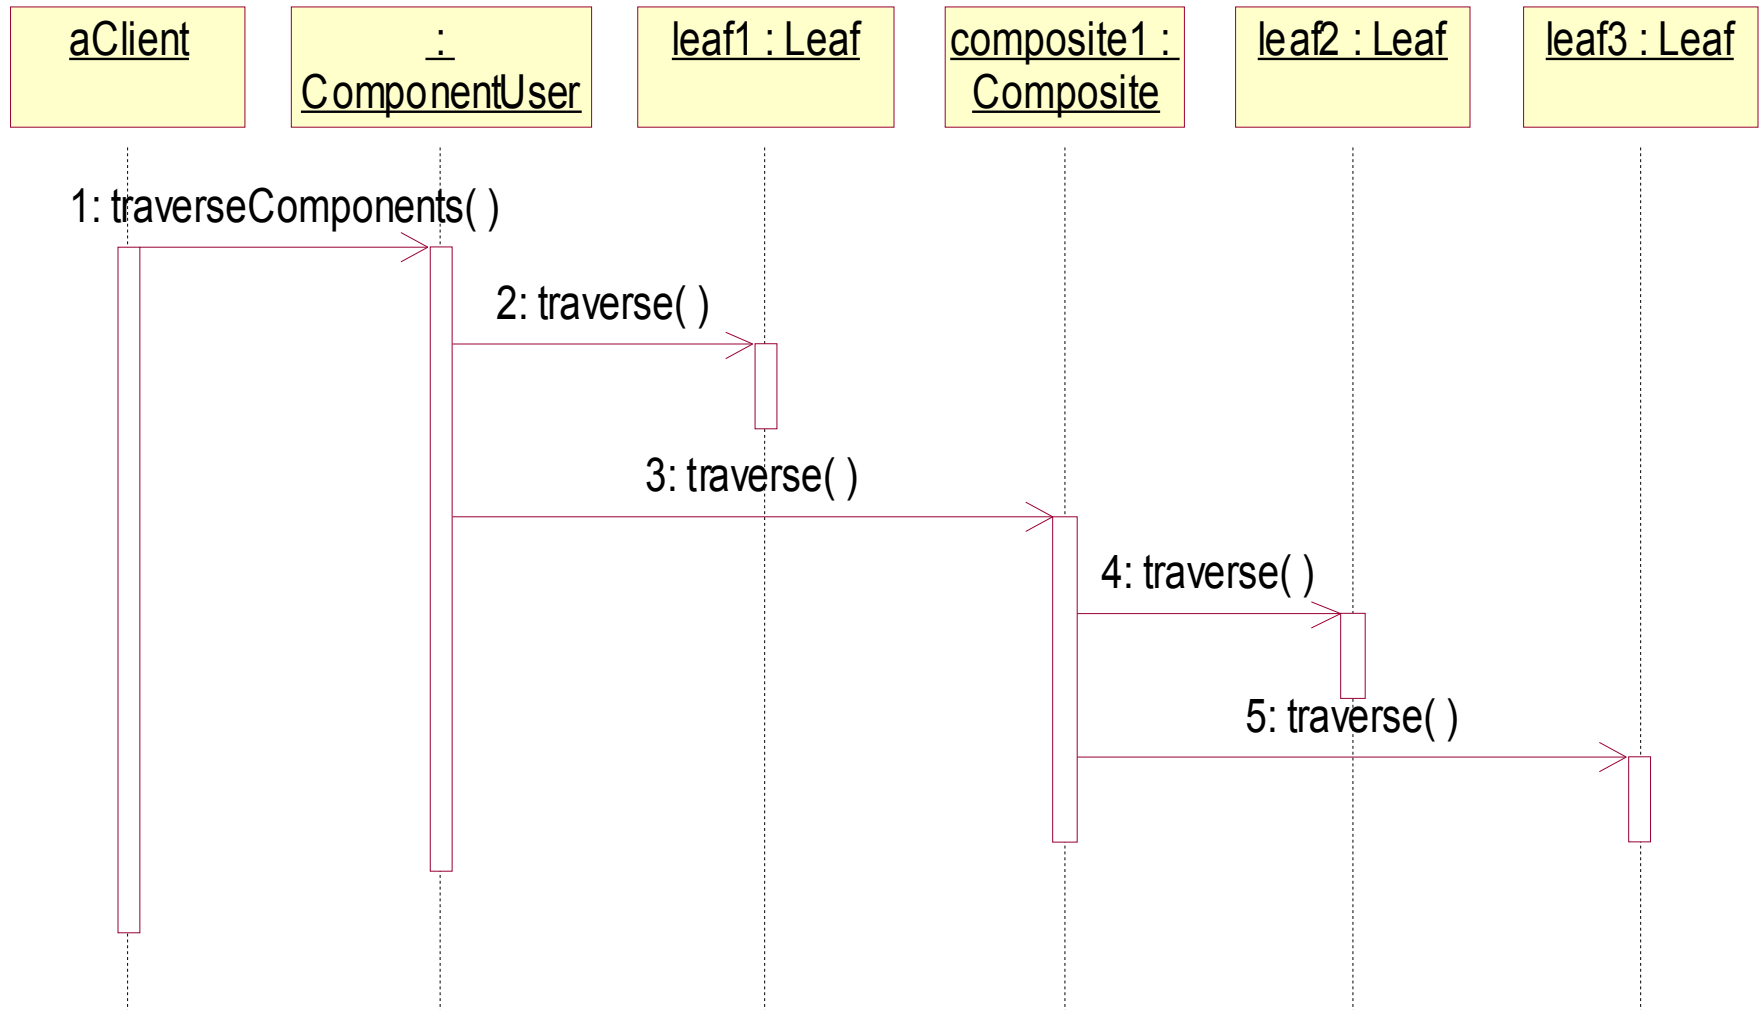 aClient
:
ComponentUser
leaf1 : Leaf
composite1 :
Composite
leaf2 : Leaf
leaf3 : Leaf
1: traverseComponents( )
2: traverse( )
3: traverse( )
4: traverse( )
5: traverse( )